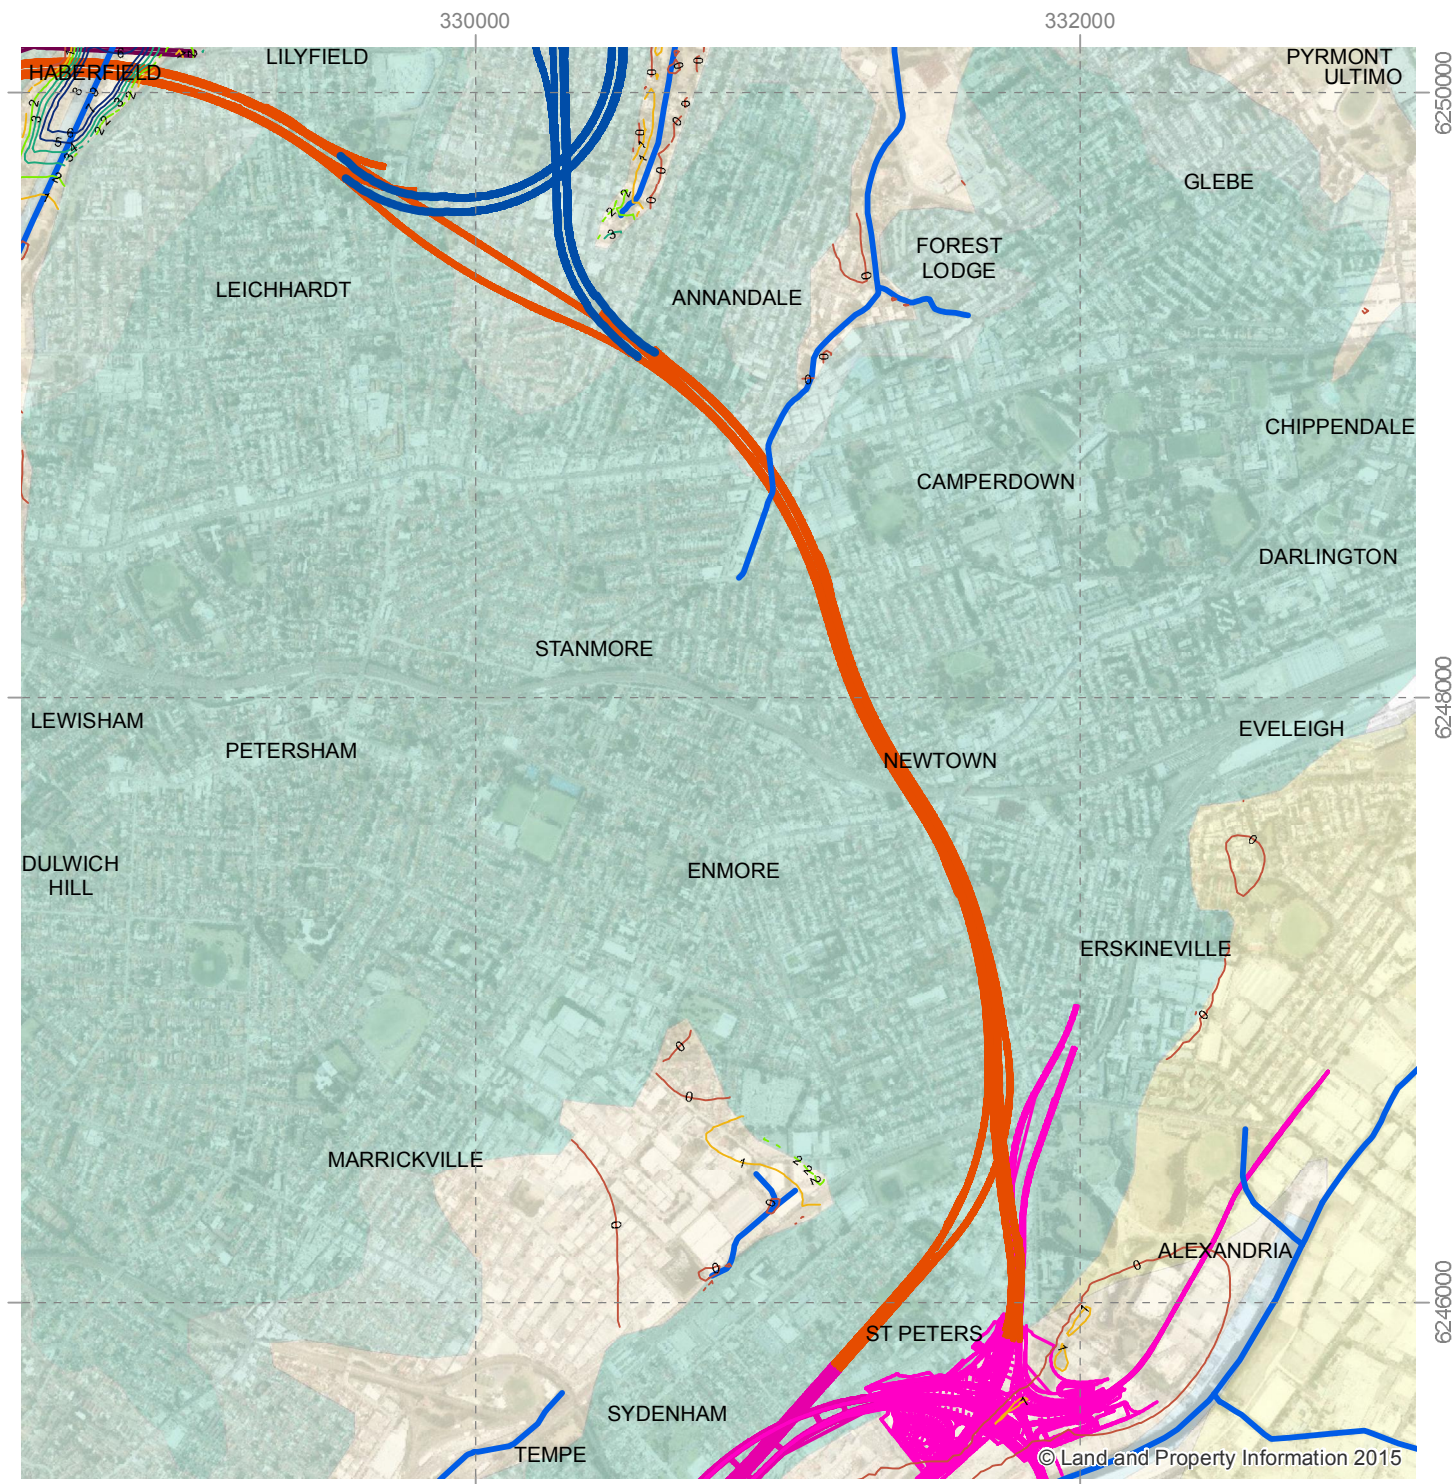 330000
332000
LILYFIELD
PYRMONT
ULTIMO
HABERFIELD
6250000
GLEBE
FOREST
LODGE
LEICHHARDT
ANNANDALE
CHIPPENDALE
CAMPERDOWN
DARLINGTON
STANMORE
6248000
LEWISHAM
EVELEIGH
PETERSHAM
NEWTOWN
DULWICH
HILL
ENMORE
ERSKINEVILLE
MARRICKVILLE
ALEXANDRIA
6246000
ST PETERS
SYDENHAM
TEMPE
© Land and Property Information 2015